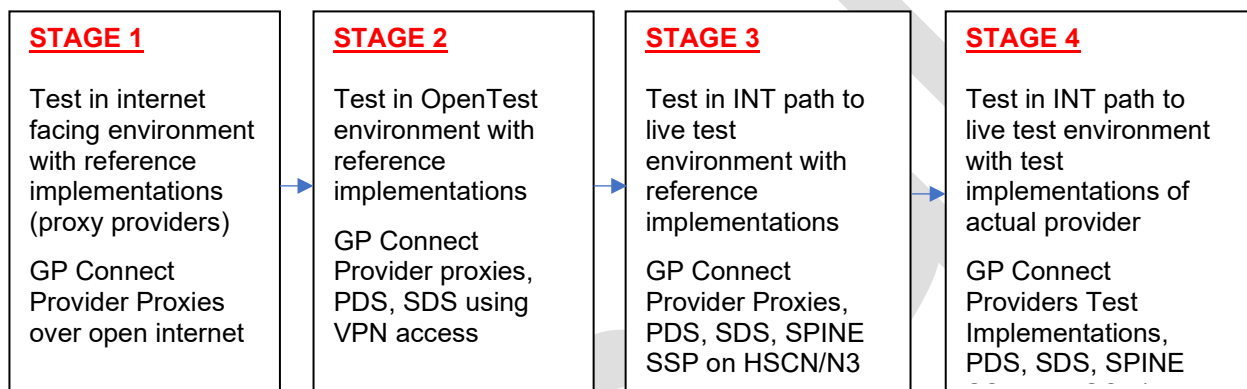 STAGE 1
Test in internet
facing environment
with reference
implementations
(proxy providers)
GP Connect
Provider Proxies
over open internet
STAGE 2
Test in OpenTest
environment with
reference
implementations
GP Connect
Provider proxies,
PDS, SDS using
VPN access
STAGE 3
Test in INT path to
live test
environment with
reference
implementations
GP Connect
Provider Proxies,
PDS, SDS, SPINE
SSP on HSCN/N3
STAGE 4
Test in INT path to
live test environment
with test
implementations of
actual provider
GP Connect
Providers Test
Implementations,
PDS, SDS, SPINE